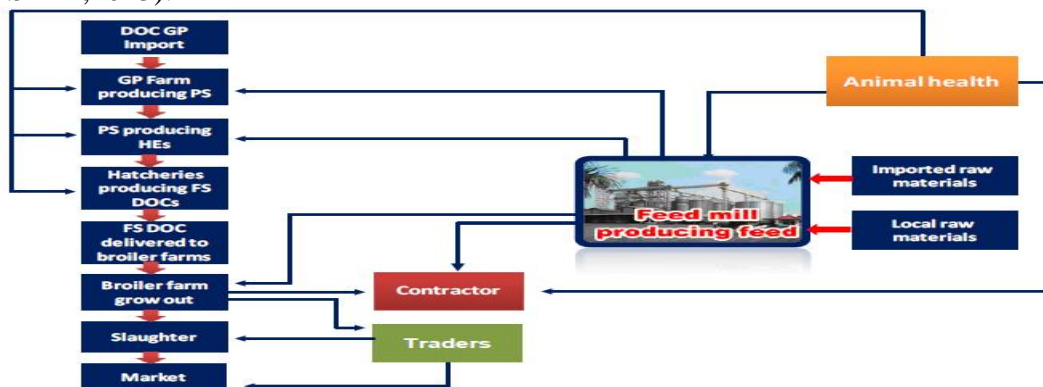 DOC GP
Import
GP Farm
producing PS
PS producing
HEs
Hatcheries
producing FS
DOCs
FS DOC
delivered to
broiler farms
Broiler farm
grow out
Slaughter
Market
Animal health
Feed mill
producing feed
Imported raw
materials
Local raw
materials
Contractor
Traders